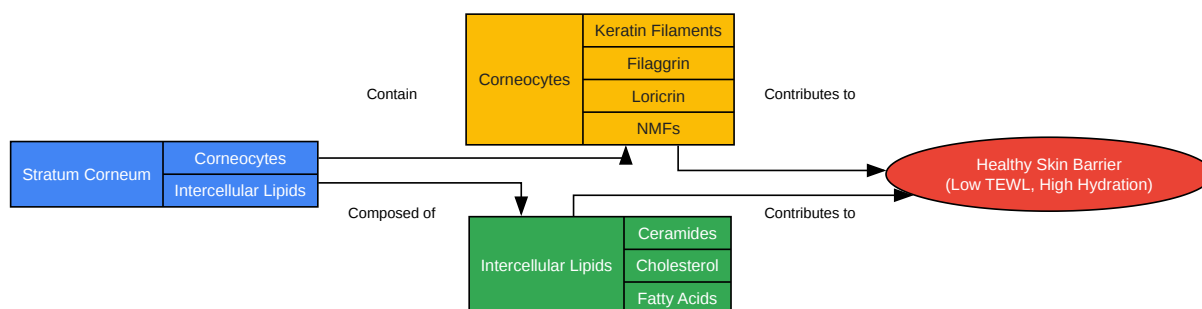 Stratum Corneum
Corneocytes
Intercellular Lipids
Contain
Composed of
Corneocytes
Keratin Filaments
Filaggrin
Loricrin
NMFs
Intercellular Lipids
Ceramides
Cholesterol
Fatty Acids
Contributes to
Contributes to
Healthy Skin Barrier
(Low TEWL, High Hydration)